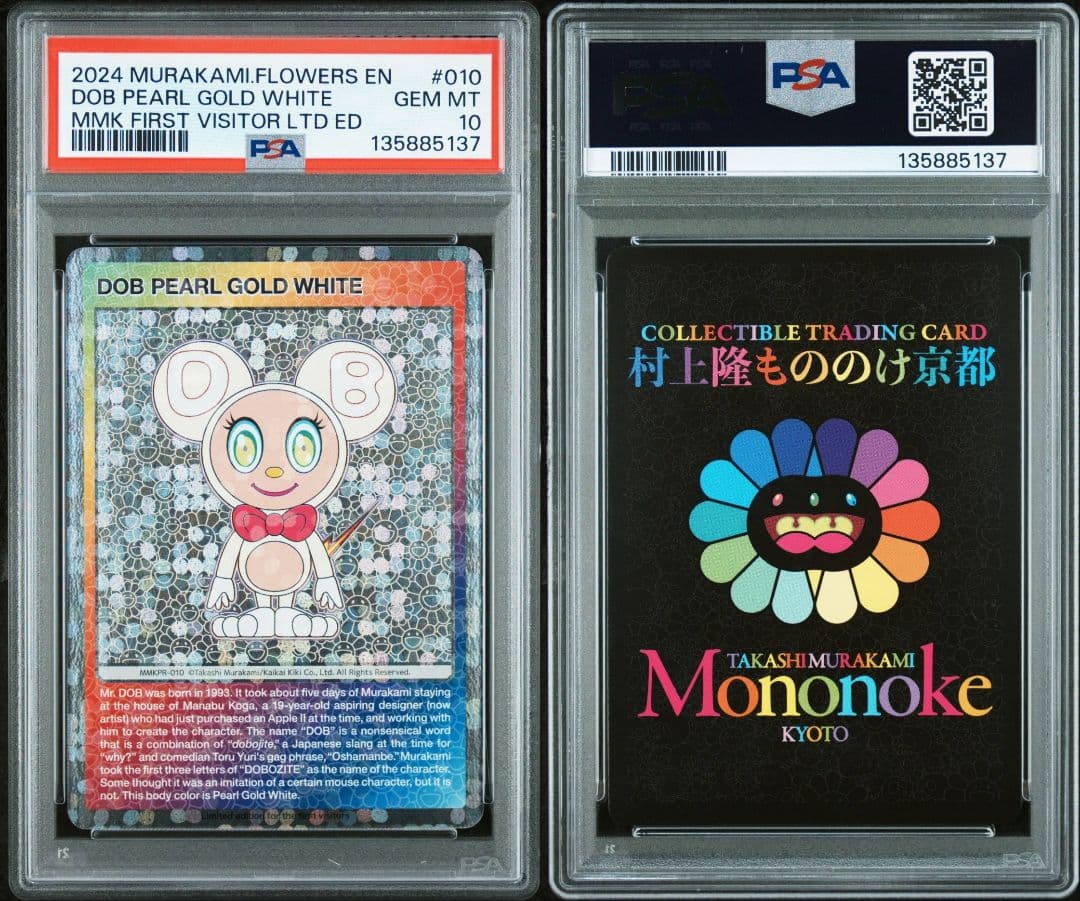 2024 MURAKAMI.FLOWERS EN #010
DOB PEARL GOLD WHITE GEM MT
MMK FIRST VISITOR LTD ED 10
PSA 135885137
DOB PEARL GOLD WHITE
D B
MMKPR-010 ©Takashi Murakami/Kaikai Kiki Co., Ltd. All Rights Reserved.
Mr. DOB was born in 1993. It took about five days of Murakami staying
at the house of Manabu Koga, a 19-year-old aspiring designer (now
artist) who had just purchased an Apple II at the time, and working with
him to create the character. The name “DOB” is a nonsensical word
that is a combination of “dobojite,” a Japanese slang at the time for
“why?” and comedian Toru Yuri's gag phrase, “Oshamanbe.” Murakami
took the first three letters of “DOBOZITE” as the name of the character.
Some thought it was an imitation of a certain mouse character, but it is
not. This body color is Pearl Gold White.
Limited edition for the first visitors
21
PSA
PSA
PSA
135885137
COLLECTIBLE TRADING CARD
村上隆もののけ京都
TAKASHI MURAKAMI
Mononoke
KYOTO
21
PSA